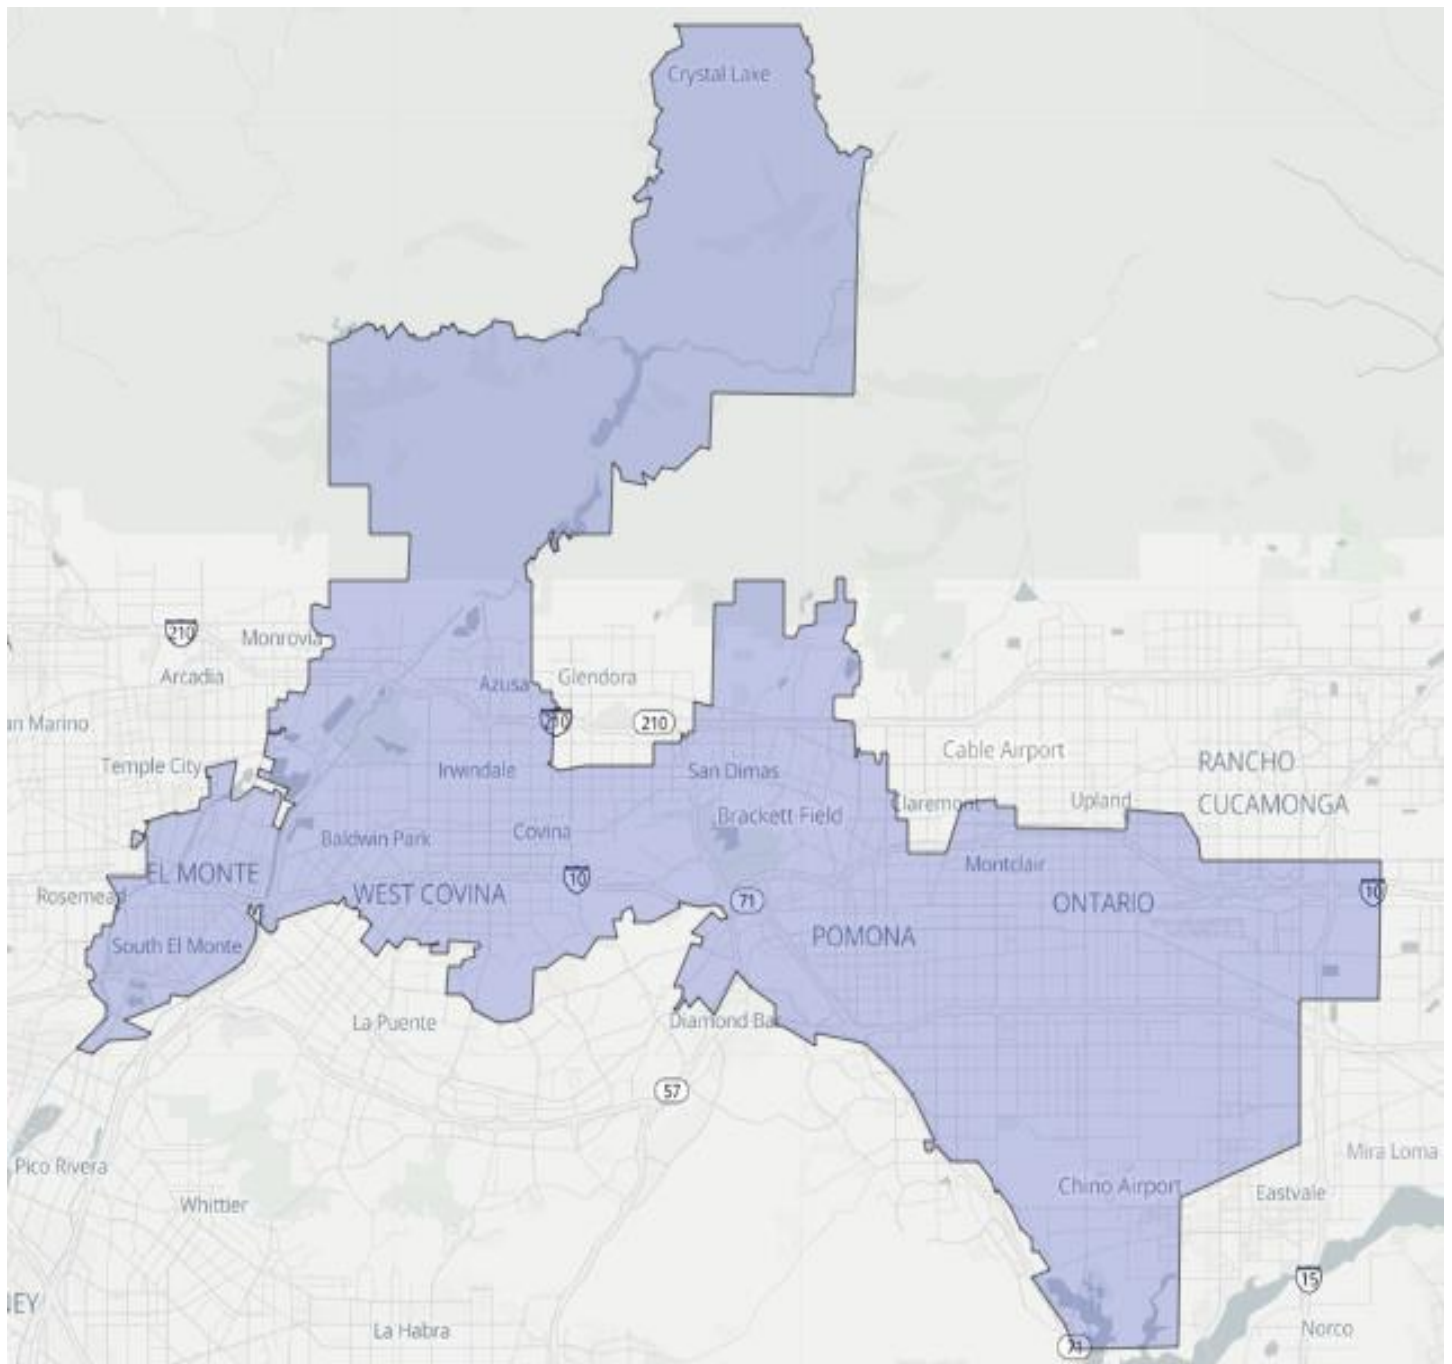 Crystal Lake
210
Monrovia
Arcadia
Azusa
Glendora
an Marino
210
210
Cable Airport
Temple City
Irwindale
San Dimas
RANCHO
CUCAMONGA
Claremont
Upland
Brackett Field
Baldwin Park
Covina
Montclair
EL MONTE
10
10
Rosemead
WEST COVINA
71
ONTARIO
South El Monte
POMONA
La Puente
Diamond Bar
57
Pico Rivera
Mira Loma
Chino Airport
Eastvale
Whittier
15
NEY
La Habra
71
Norco